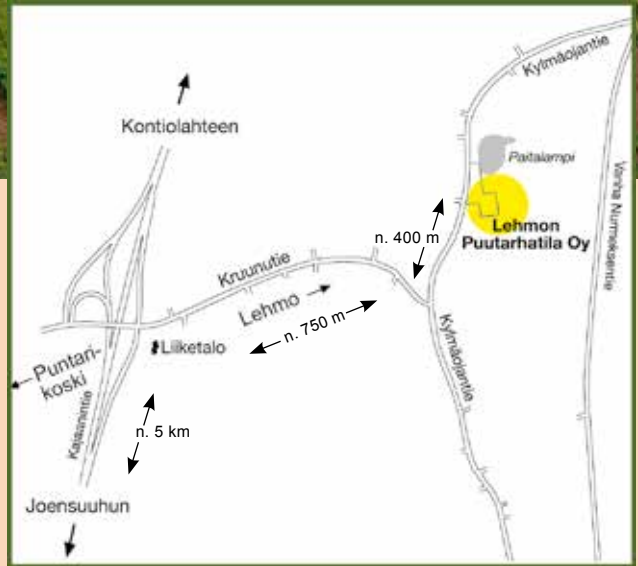 Kylmäojantie
Kontiolahteen
Paitalampi
Vanha Nurmeksentie
Lehmon
Puutarhatila Oy
n. 400 m
Kruunutie
Lehmo
n. 750 m
Liiketalo
Puntari-
koski
Kylmäojantie
Kajaanintie
n. 5 km
Joensuuhun